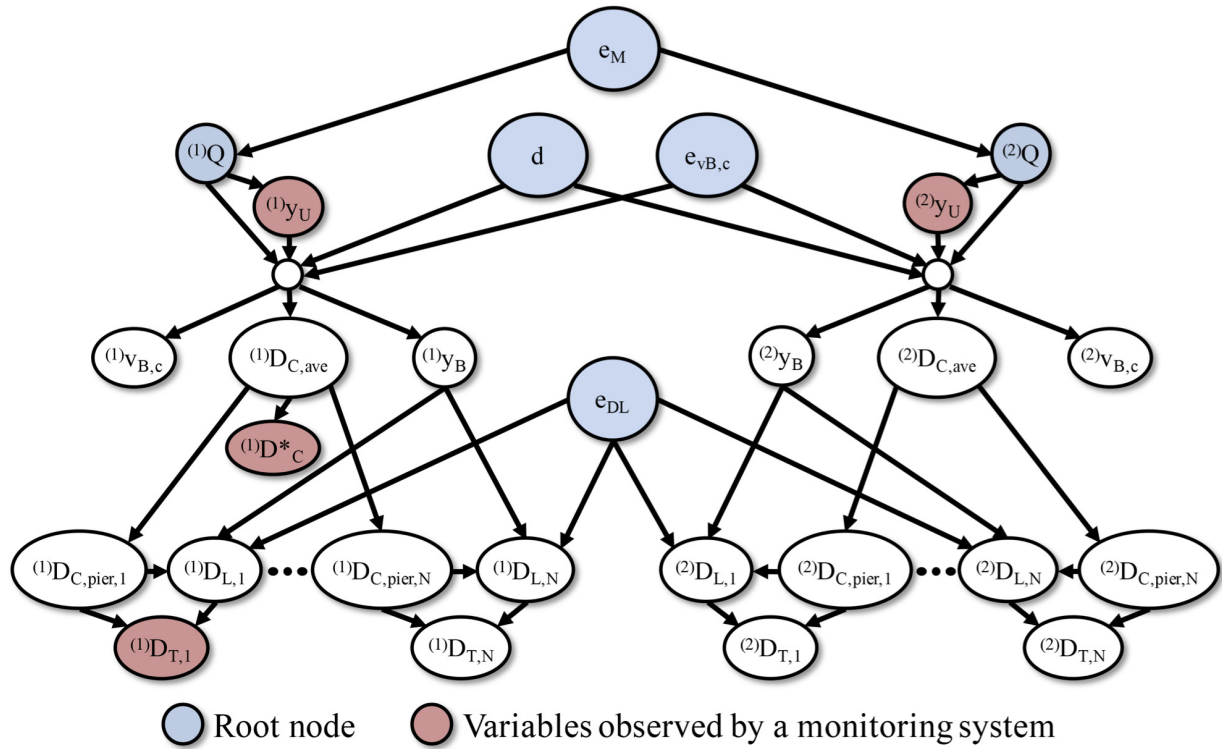 e_M
(1)Q
d
e_vB,c
(2)Q
(1)y_U
(2)y_U
(1)v_B,c
(1)D_C,ave
(1)y_B
(2)y_B
(2)D_C,ave
(2)v_B,c
e_DL
(1)D*_C
(1)D_C,pier,1
(1)D_L,1
(1)D_C,pier,N
(1)D_L,N
(2)D_L,1
(2)D_C,pier,1
(2)D_L,N
(2)D_C,pier,N
(1)D_T,1
(1)D_T,N
(2)D_T,1
(2)D_T,N
Root node
Variables observed by a monitoring system